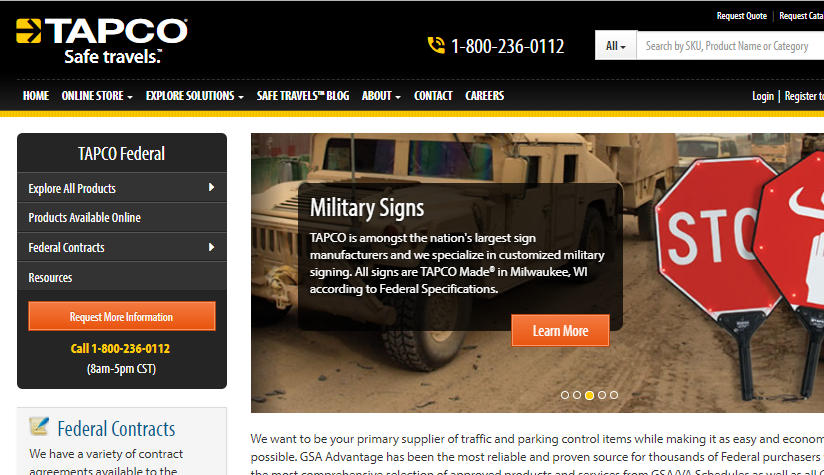 TAPCO
Safe travels.™
Request Quote | Request Cata
1-800-236-0112
All
Search by SKU, Product Name or Category
HOME ONLINE STORE EXPLORE SOLUTIONS SAFE TRAVELS™ BLOG ABOUT CONTACT CAREERS
Login | Register to
TAPCO Federal
Explore All Products
Products Available Online
Federal Contracts
Resources
Request More Information
Call 1-800-236-0112
(8am-5pm CST)
Federal Contracts
We have a variety of contract
agreements available to the
Military Signs
TAPCO is amongst the nation's largest sign
manufacturers and we specialize in customized military
signing. All signs are TAPCO Made® in Milwaukee, WI
according to Federal Specifications.
Learn More
STO
We want to be your primary supplier of traffic and parking control items while making it as easy and econom
possible. GSA Advantage has been the most reliable and proven source for thousands of Federal purchasers
the most comprehensive selection of approved products and services from GSA/VA Schedules as well as all